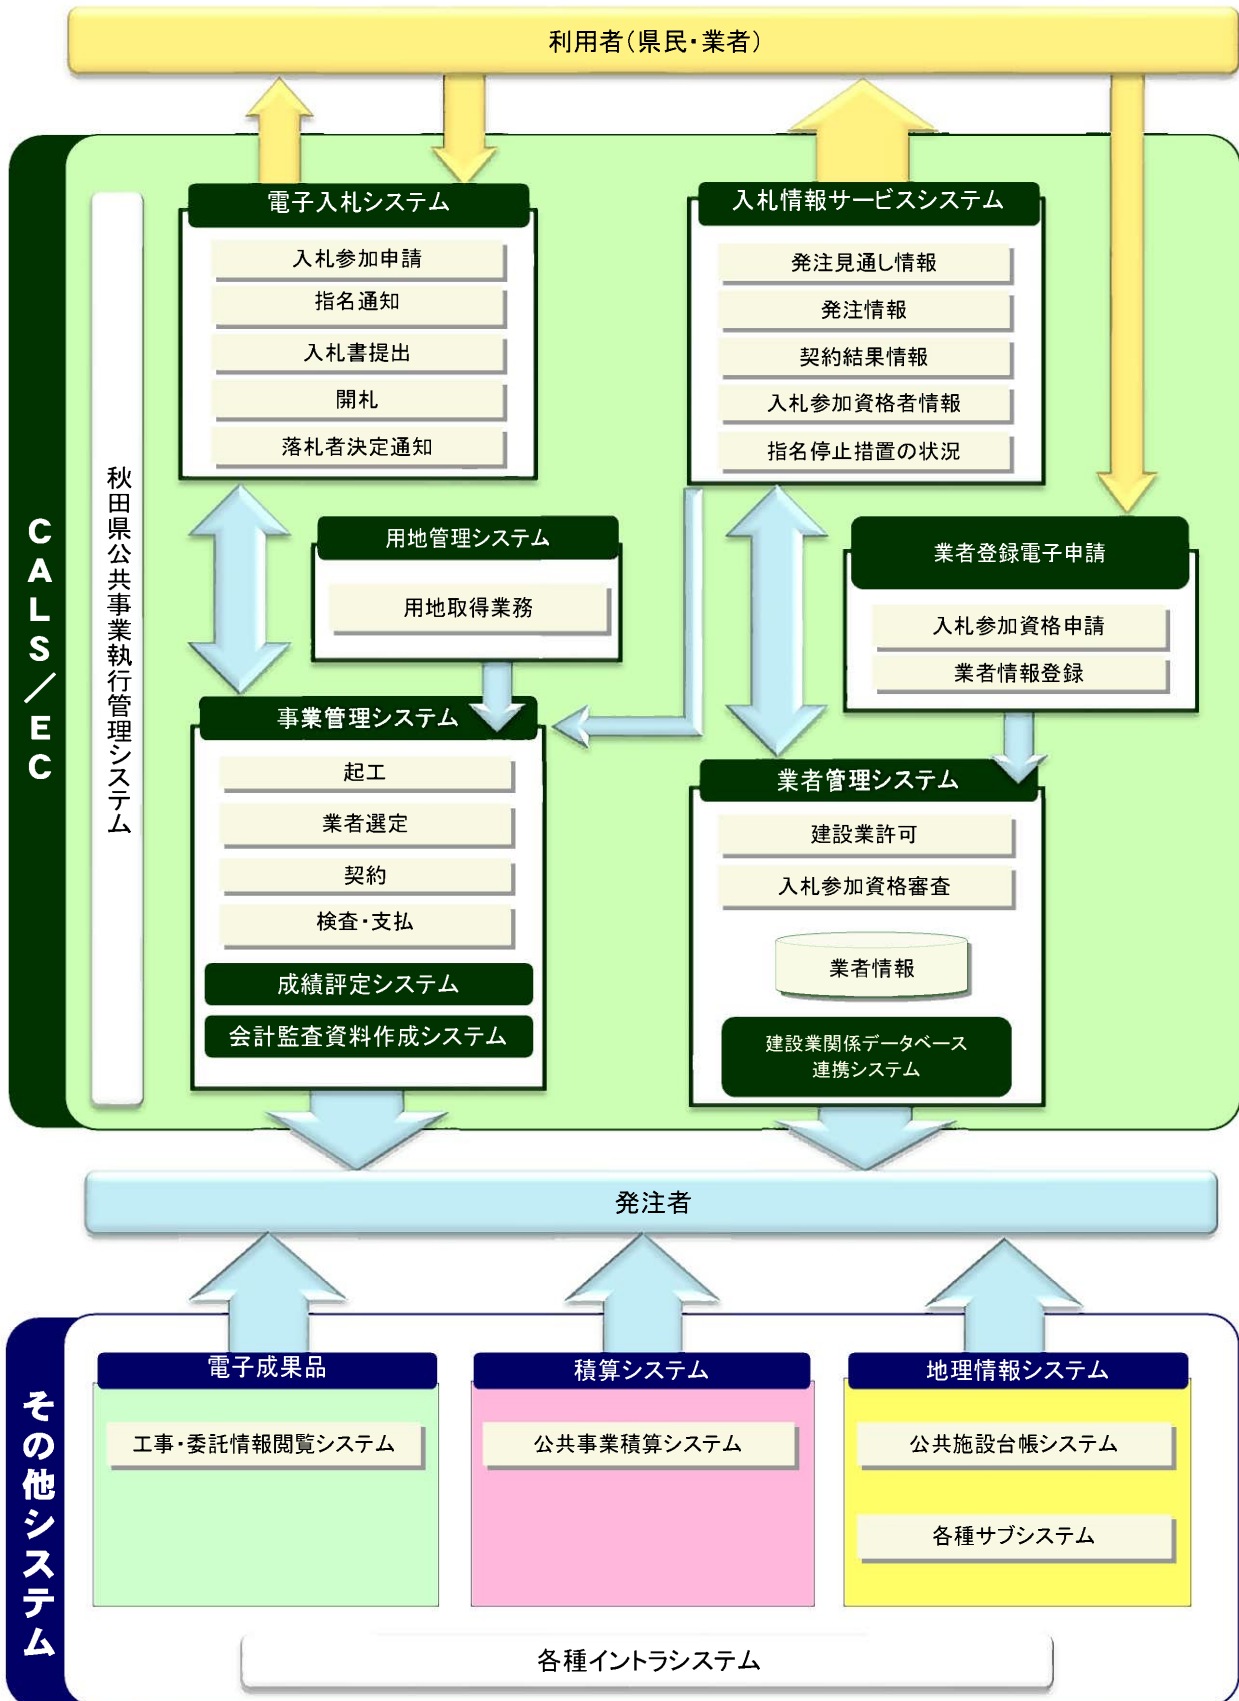 利用者(県民・業者)
CALS／EC
秋田県公共事業執行管理システム
電子入札システム
入札参加申請
指名通知
入札書提出
開札
落札者決定通知
入札情報サービスシステム
発注見通し情報
発注情報
契約結果情報
入札参加資格者情報
指名停止措置の状況
用地管理システム
用地取得業務
業者登録電子申請
入札参加資格申請
業者情報登録
事業管理システム
起工
業者選定
契約
検査・支払
成績評定システム
会計監査資料作成システム
業者管理システム
建設業許可
入札参加資格審査
業者情報
建設業関係データベース
連携システム
発注者
その他システム
電子成果品
工事・委託情報閲覧システム
積算システム
公共事業積算システム
地理情報システム
公共施設台帳システム
各種サブシステム
各種イントラシステム